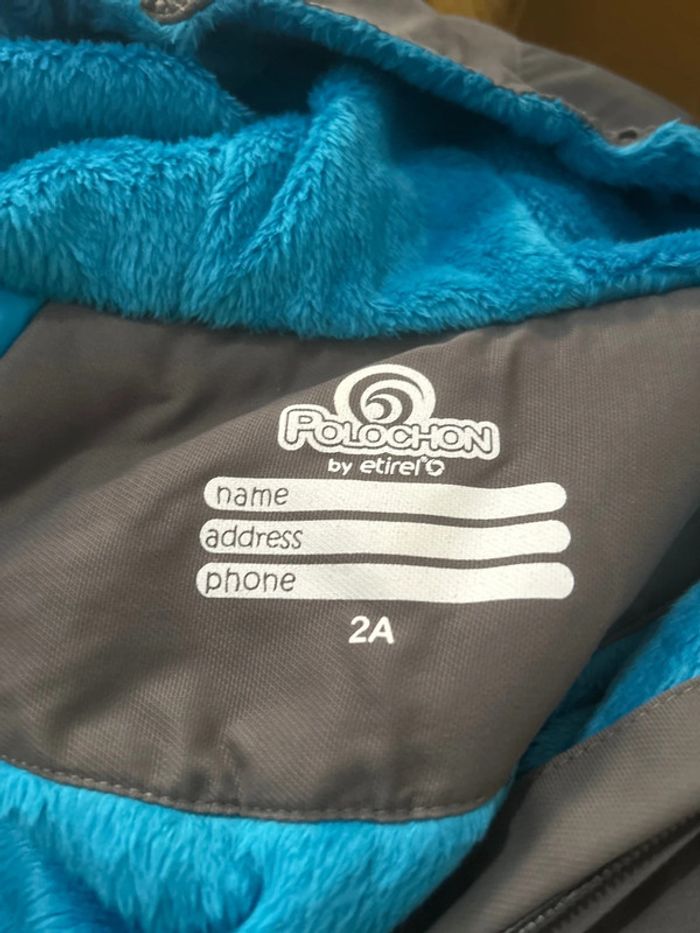 POLOCHON
by etirel
name
address
phone
2A